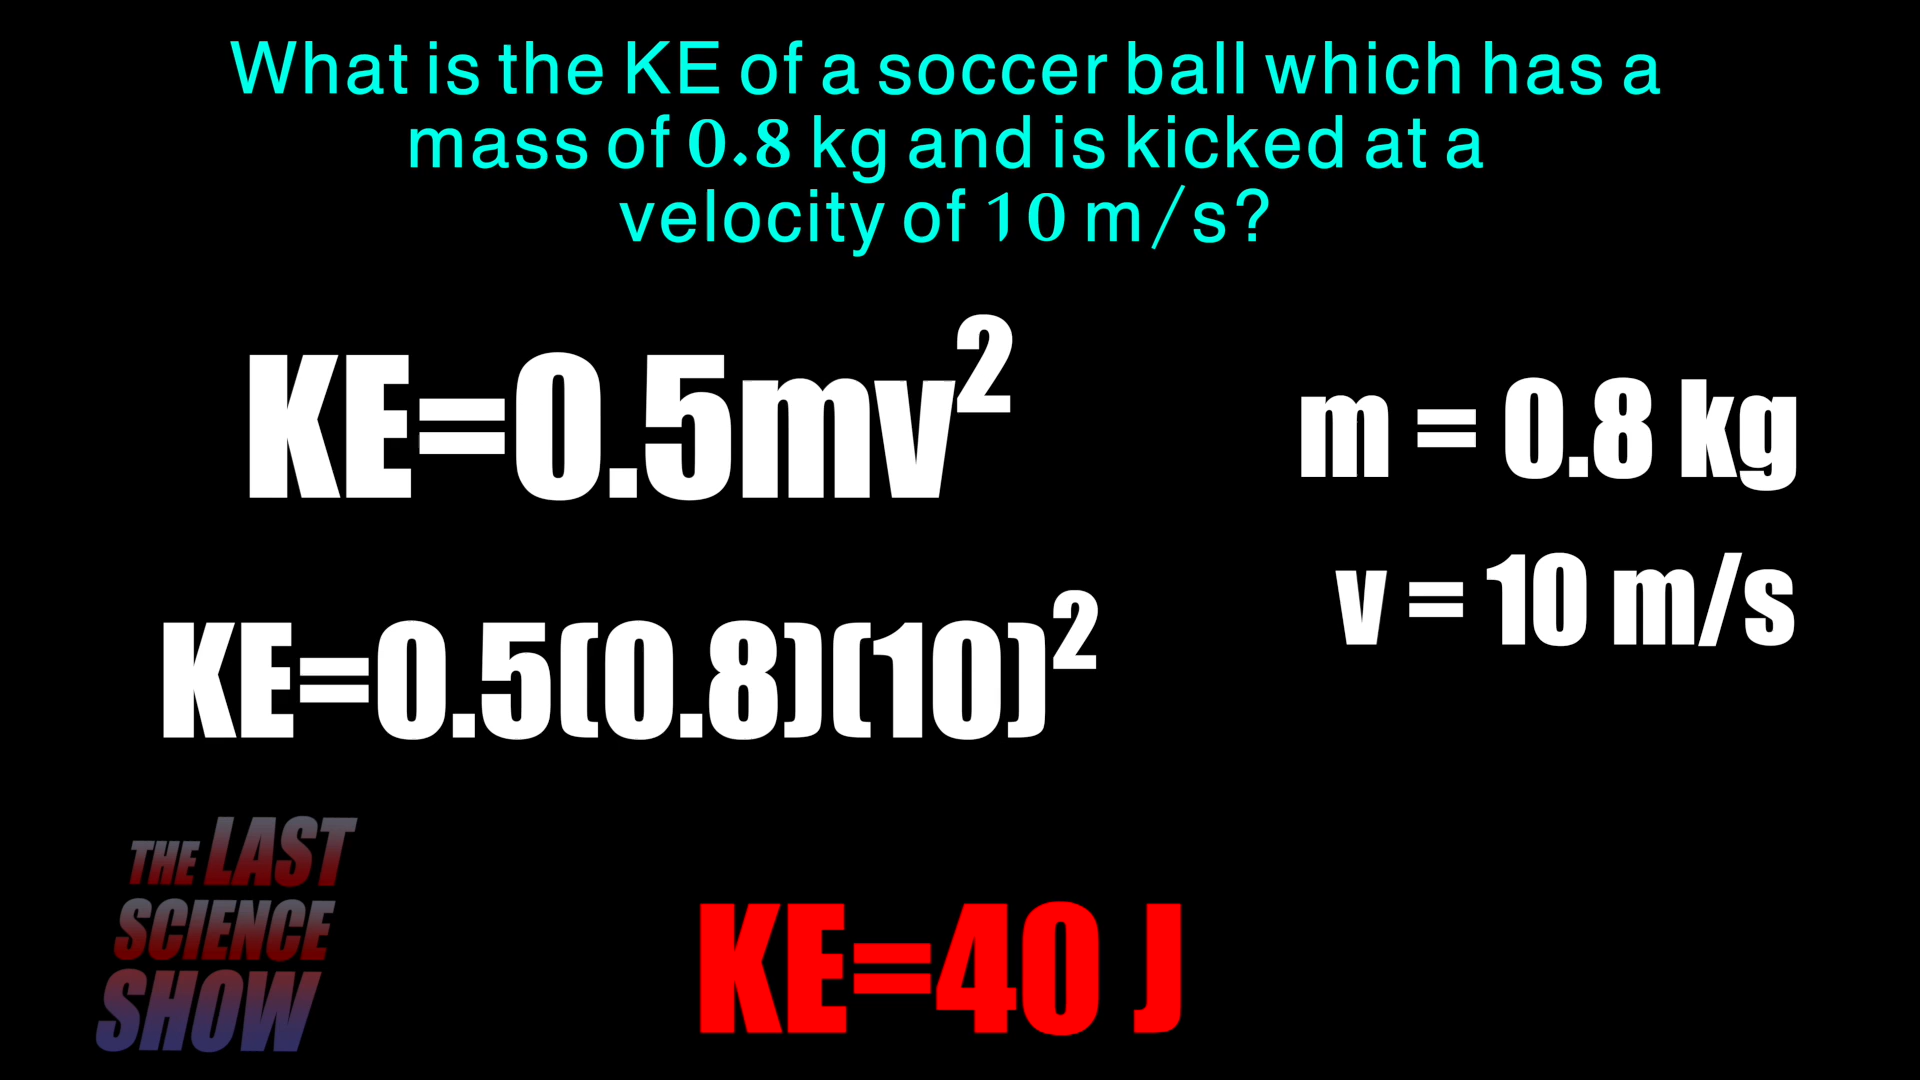 What is the KE of a soccer ball which has a
mass of 0.8 kg and is kicked at a
velocity of 10 m/s?
KE=0.5mv²
m = 0.8 kg
v = 10 m/s
KE=0.5(0.8)(10)²
THE LAST
SCIENCE
SHOW
KE=40 J